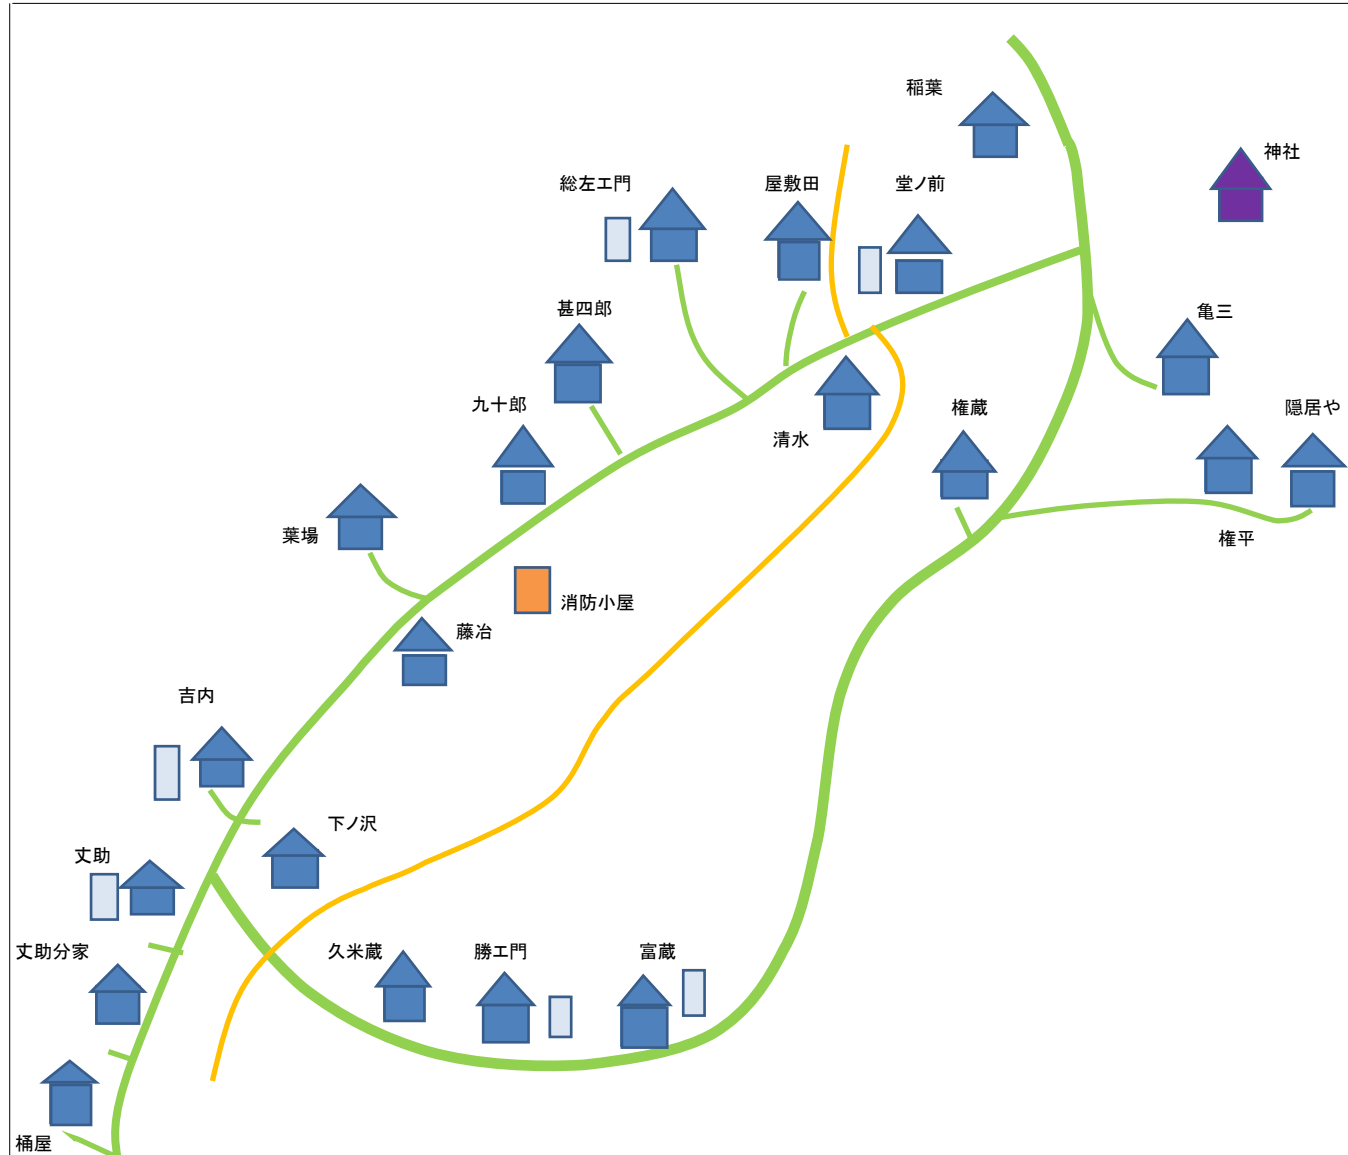 稲葉
神社
総左エ門
屋敷田
堂ノ前
甚四郎
亀三
九十郎
権蔵
隠居や
清水
葉場
権平
消防小屋
藤冶
吉内
下ノ沢
丈助
丈助分家
久米蔵
勝エ門
富蔵
桶屋